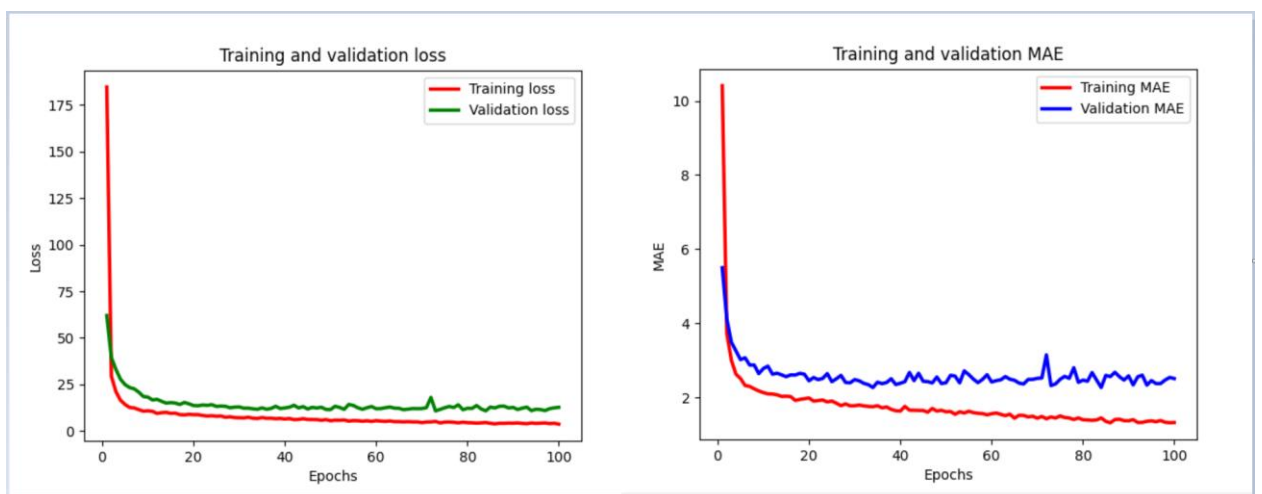 Training and validation loss
Training loss
Validation loss
175
150
125
100
75
50
25
0
Loss
0
20
40
60
80
100
Epochs
Training and validation MAE
Training MAE
Validation MAE
10
8
6
4
2
MAE
0
20
40
60
80
100
Epochs